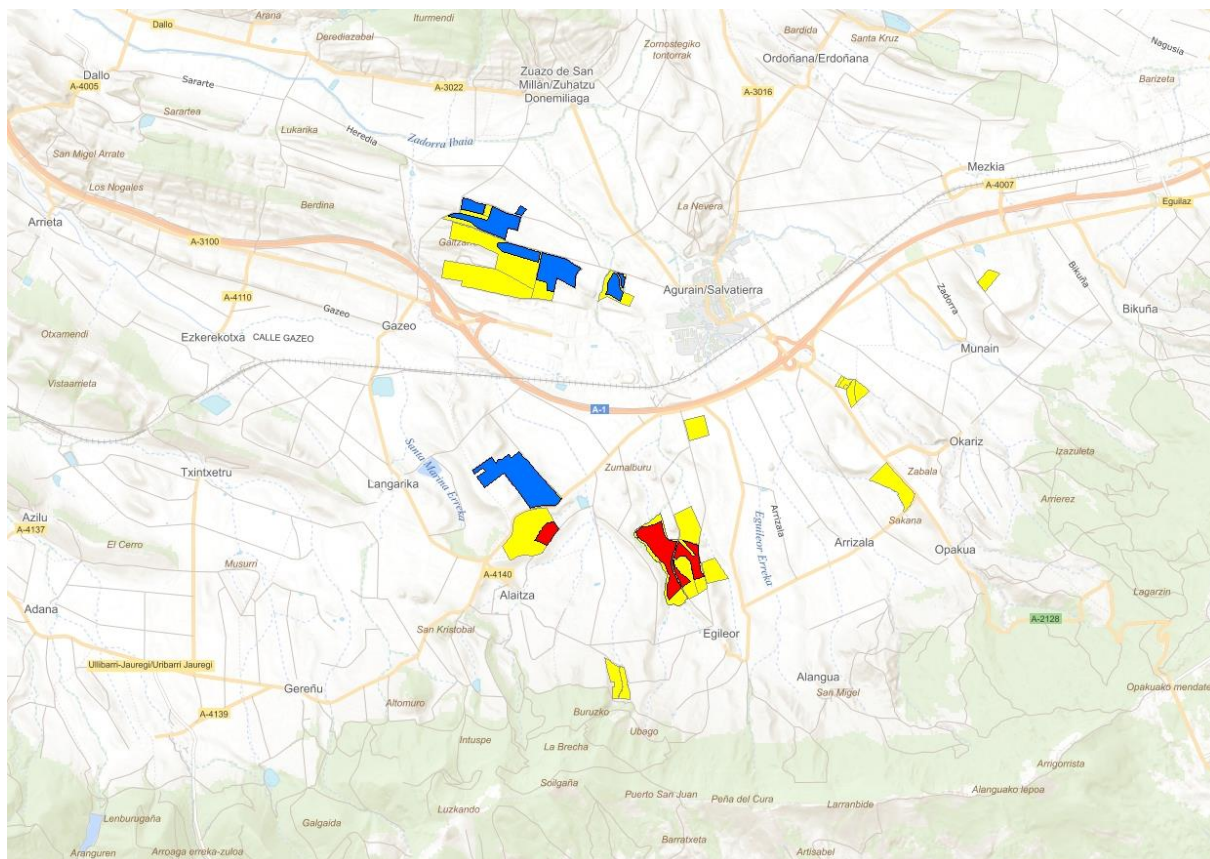 Arana
Iturmendi
Dallo
Derediazabal
Zornostegiko
tontorrak
Bardida
Santa Kruz
Nagusia
Ordoñana/Erdoñana
Dallo
Sararte
A-4005
A-3022
Zuazo de San
Millán/Zuhatzu
Donemiliaga
A-3016
Barizeta
Sarartea
Lukarika
Heredia
Zadorra Ibaia
San Migel Arrate
Mezkia
A-4007
Los Nogales
Berdina
La Nevera
Eguilaz
Arrieta
A-3100
Bikuña
A-4110
Agurain/Salvatierra
Zadorra
Gazeo
Gazeo
Bikuña
Otxamendi
Ezkerekotxa
CALLE GAZEO
Munain
Vistaarrieta
A-1
Okariz
Izazuleta
Santa Marina Erreka
Txintxetru
Zumalburu
Zabala
Langarika
Arrierez
Azilu
A-4137
Egileor Erreka
Arrizala
Sakana
El Cerro
Arrizala
Opakua
Musurri
A-4140
Alaitza
Lagarzin
Adana
San Kristobal
A-2128
Egileor
Ullibarri-Jauregi/Uribarri Jauregi
Alangua
Gereñu
San Migel
Opakuako mendate
Altomuro
A-4139
Buruzko
Ubago
Intuspe
La Brecha
Arrigorrista
Soilgaña
Puerto San Juan
Peña del Cura
Alanguako lepoa
Lenburugaña
Galgaida
Luzkando
Larranbide
Barratxeta
Aranguren
Arroaga erreka-zuloa
Artisabel